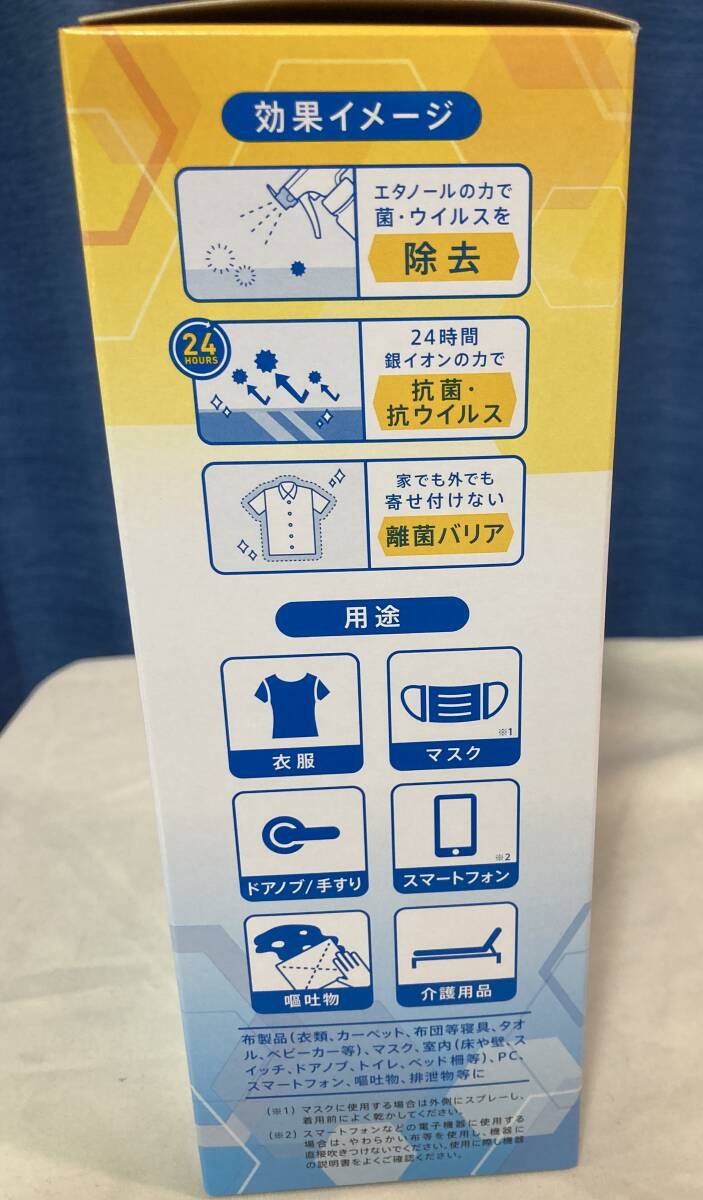 効果イメージ
エタノールの力で
菌・ウイルスを
除去
24
HOURS
24時間
銀イオンの力で
抗菌・
抗ウイルス
家でも外でも
寄せ付けない
離菌バリア
用途
衣服
※1
マスク
ドアノブ/手すり
※2
スマートフォン
嘔吐物
介護用品
布製品(衣類、カーペット、布団等寝具、タオ
ル、ベビーカー等)、マスク、室内(床や壁、ス
イッチ、ドアノブ、トイレ、ベッド柵等)、PC、
スマートフォン、嘔吐物、排泄物等に
(※1) マスクに使用する場合は外側にスプレーし、
着用前によく乾かしてください。
(※2) スマートフォンなどの電子機器に使用する
場合は、やわらかい布等を使用し、機器に
直接吹きつけないでください。使用に際し機器
の説明書をよくご確認ください。